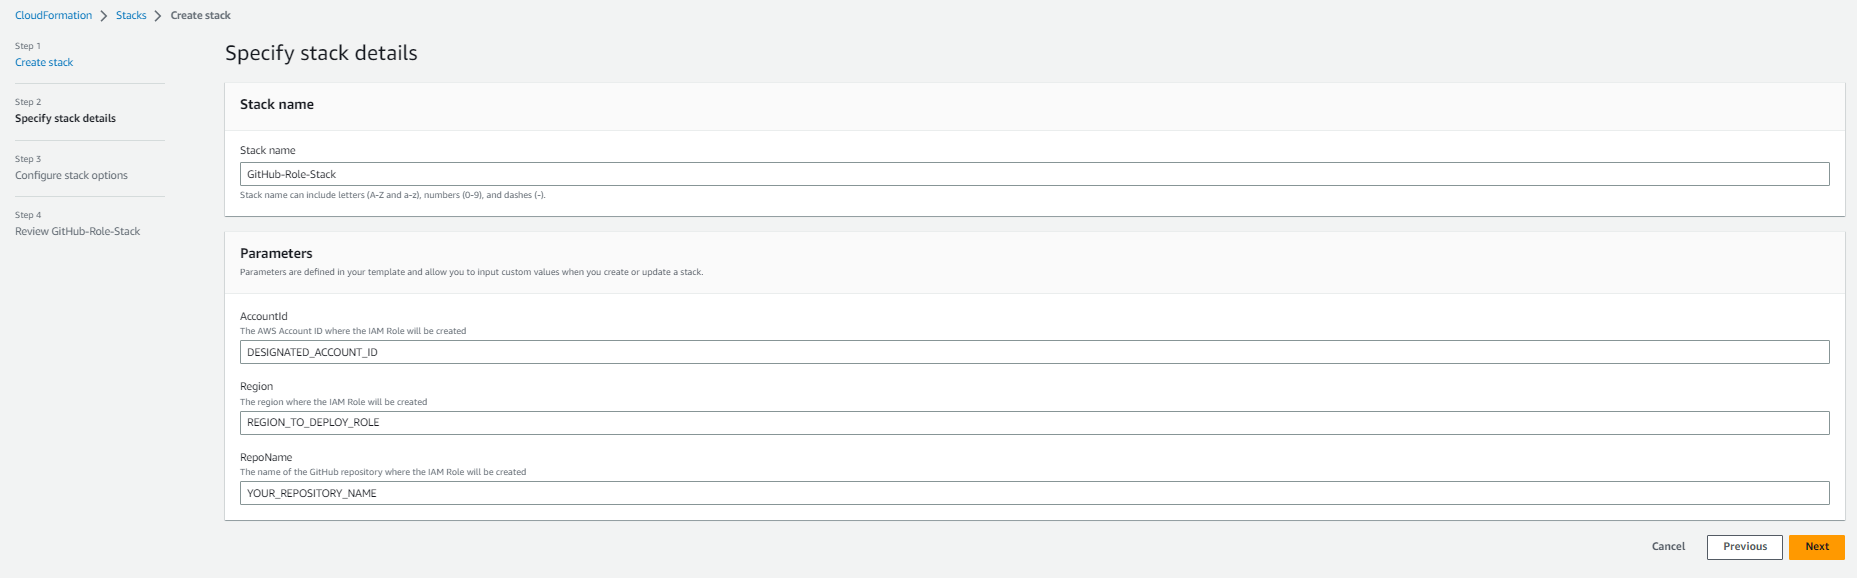 CloudFormation > Stacks > Create stack
Step 1
Create stack
Step 2
Specify stack details
Step 3
Configure stack options
Step 4
Review GitHub-Role-Stack
Specify stack details
Stack name
Stack name
GitHub-Role-Stack
Stack name can include letters (A-Z and a-z), numbers (0-9), and dashes (-).
Parameters
Parameters are defined in your template and allow you to input custom values when you create or update a stack.
AccountId
The AWS Account ID where the IAM Role will be created
DESIGNATED_ACCOUNT_ID
Region
The region where the IAM Role will be created
REGION_TO_DEPLOY_ROLE
RepoName
The name of the GitHub repository where the IAM Role will be created
YOUR_REPOSITORY_NAME
Cancel Previous Next